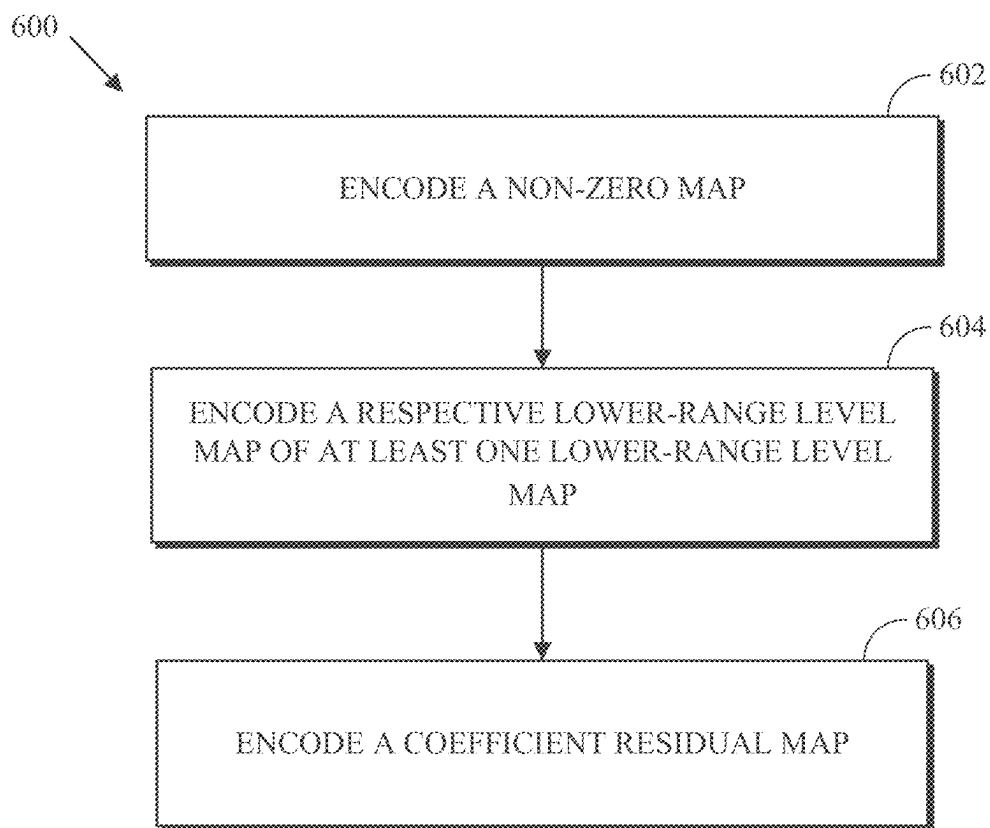 600
602
ENCODE A NON-ZERO MAP
604
ENCODE A RESPECTIVE LOWER-RANGE LEVEL
MAP OF AT LEAST ONE LOWER-RANGE LEVEL
MAP
606
ENCODE A COEFFICIENT RESIDUAL MAP